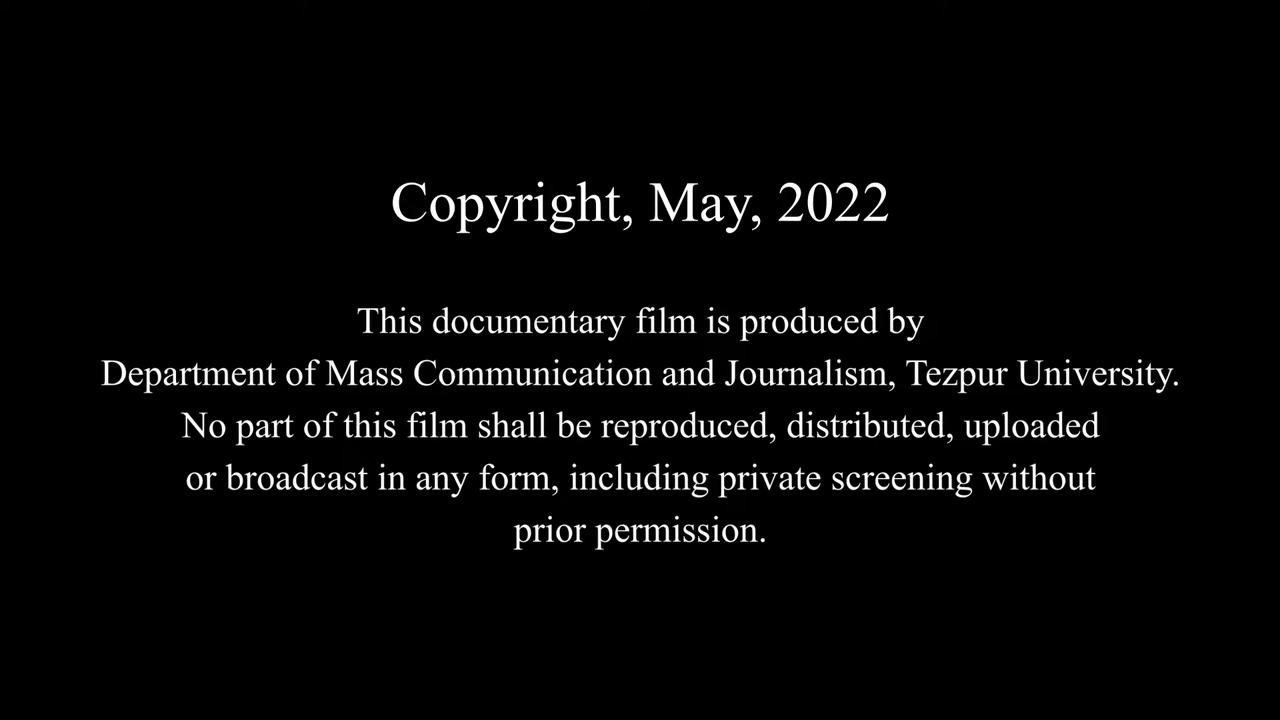 Copyright, May, 2022
This documentary film is produced by
Department of Mass Communication and Journalism, Tezpur University.
No part of this film shall be reproduced, distributed, uploaded
or broadcast in any form, including private screening without
prior permission.